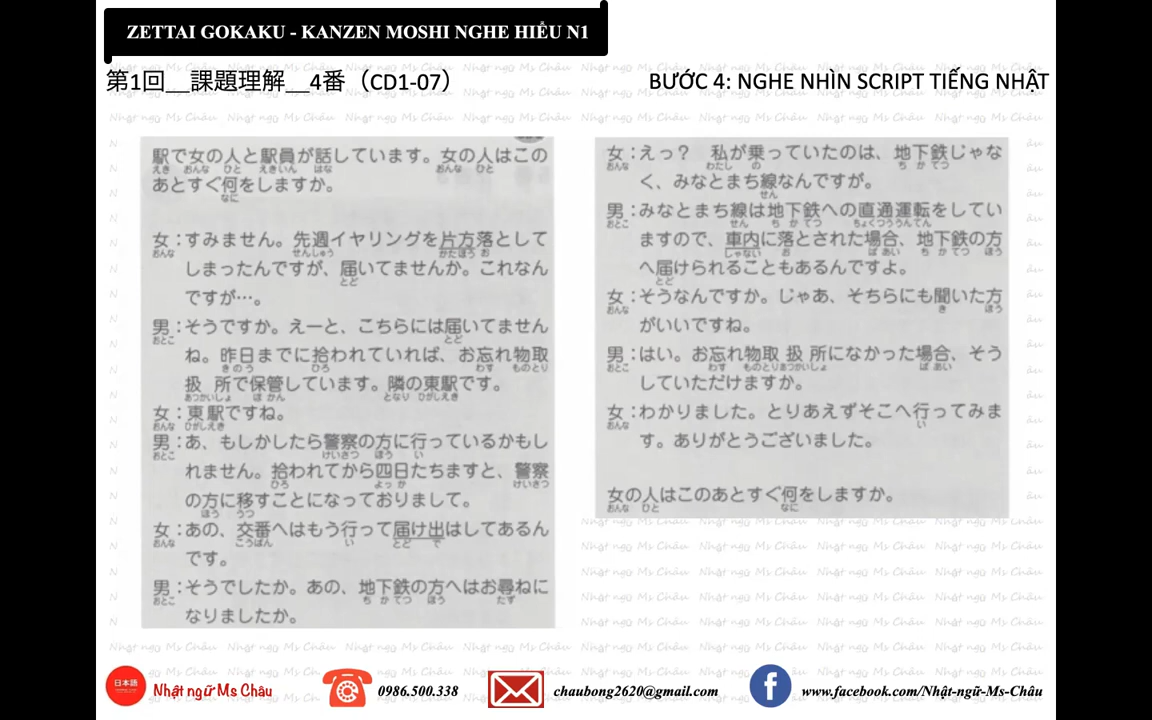 ZETTAI GOKAKU - KANZEN MOSHI NGHE HIỂU N1
第1回__課題理解__4番（CD1-07）
BƯỚC 4: NGHE NHÌN SCRIPT TIẾNG NHẬT
駅で女の人と駅員が話しています。女の人はこの
あとすぐ何をしますか。
女：すみません。先週イヤリングを片方落として
しまったんですが、届いてませんか。これなん
ですが…。
男：そうですか。えーと、こちらには届いてません
ね。昨日までに拾われていれば、お忘れ物取
扱所で保管しています。隣の東駅です。
女：東駅ですね。
男：あ、もしかしたら警察の方に行っているかもし
れません。拾われてから四日たちますと、警察
の方に移すことになっておりまして。
女：あの、交番へはもう行って届け出はしてあるん
です。
男：そうでしたか。あの、地下鉄の方へはお尋ねに
なりましたか。
女：えっ？　私が乗っていたのは、地下鉄じゃな
く、みなとまち線なんですが。
男：みなとまち線は地下鉄への直通運転をしてい
ますので、車内に落とされた場合、地下鉄の方
へ届けられることもあるんですよ。
女：そうなんですか。じゃあ、そちらにも聞いた方
がいいですね。
男：はい。お忘れ物取扱所になかった場合、そう
していただけますか。
女：わかりました。とりあえずそこへ行ってみま
す。ありがとうございました。
女の人はこのあとすぐ何をしますか。
日本語
Nhật ngữ Ms Châu
0986.500.338
chaubong2620@gmail.com
www.facebook.com/Nhật-ngữ-Ms-Châu